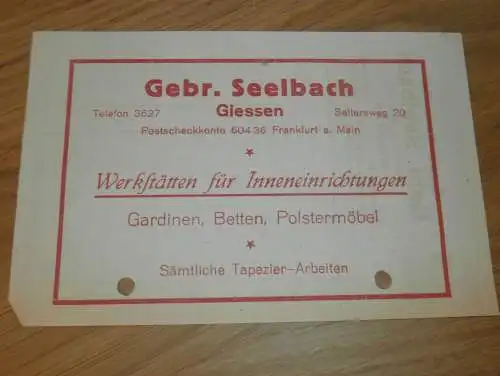 Gebr. Seelbach
Telefon 3627 Giessen Seltersweg 20
Postscheckkonto 60436 Frankfurt a. Main
Werkstätten für Inneneinrichtungen
Gardinen, Betten, Polstermöbel
Sämtliche Tapezier-Arbeiten